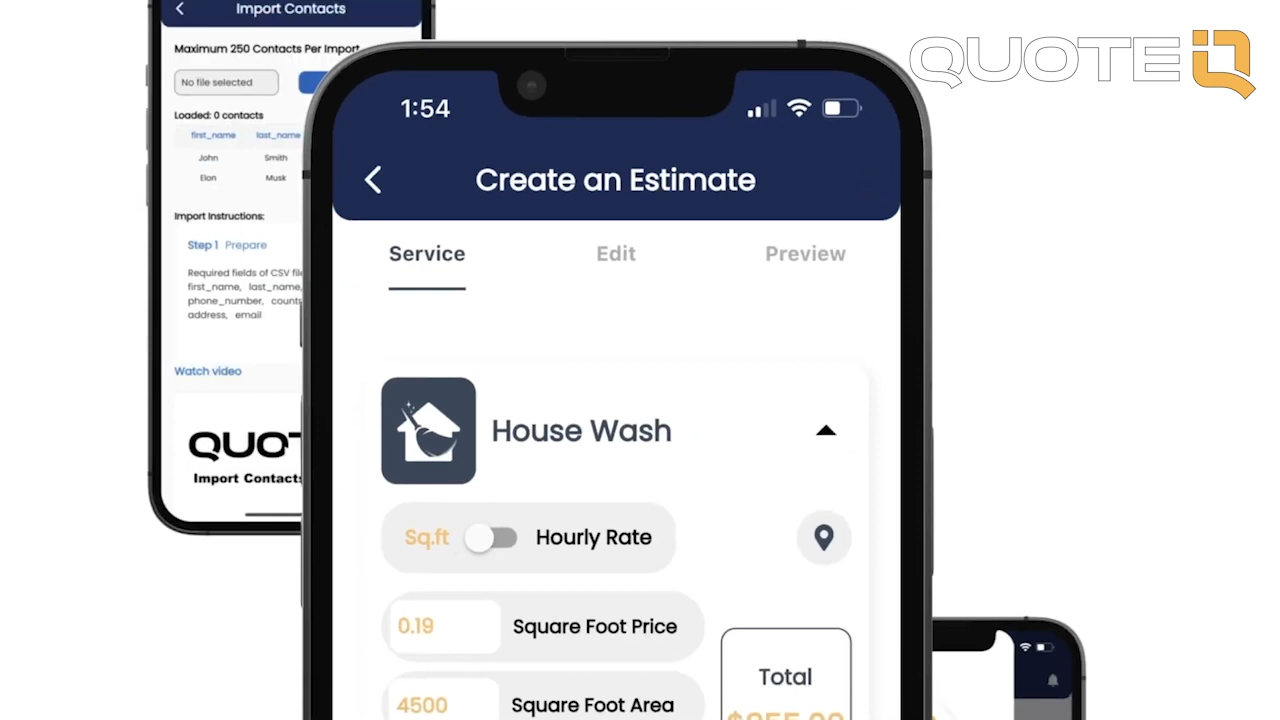 Import Contacts
Maximum 250 Contacts Per Import
No file selected
Loaded: 0 contacts
first_name last_name
John Smith
Elon Musk
Import Instructions:
Step 1 Prepare
Required fields of CSV
first_name, last_name,
phone_number,
address, email
Watch video
QUOTE
Import Contacts
QUOTEIQ
1:54
Create an Estimate
Service Edit Preview
House Wash
Sq.ft Hourly Rate
0.19 Square Foot Price
4500 Square Foot Area
Total
$855.00